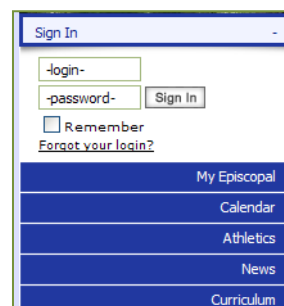 Sign In -
-login-
-password- Sign In
Remember
Forgot your login?
My Episcopal
Calendar
Athletics
News
Curriculum